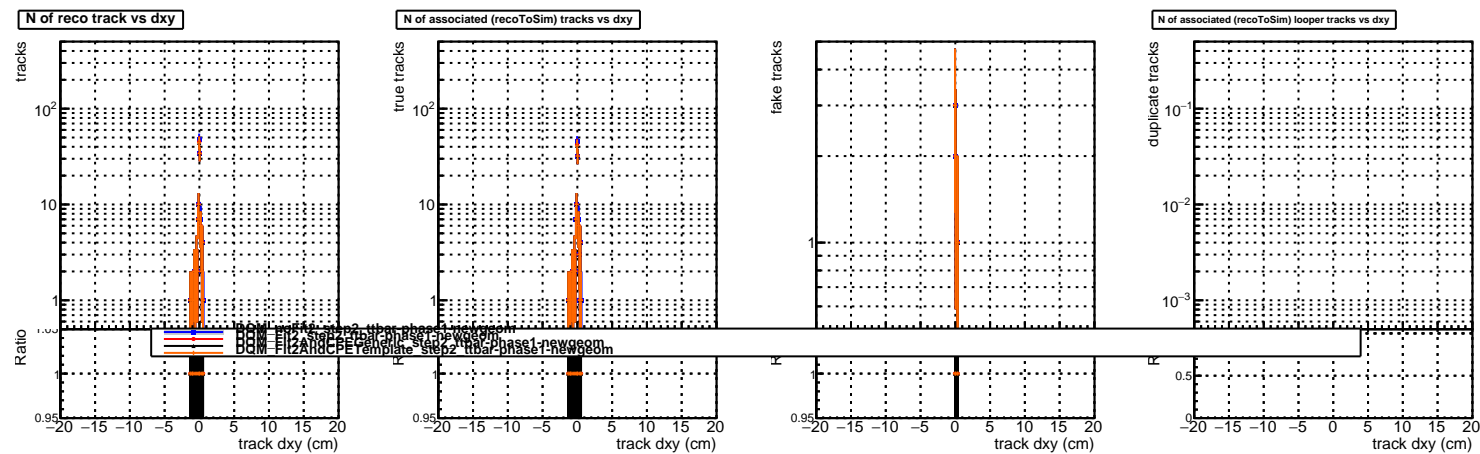 N of reco track vs dxy
N of associated (recoToSim) tracks vs dxy
N of associated (recoToSim) looper tracks vs dxy
tracks
10²
10
1
true tracks
10²
10
1
fake tracks
1
duplicate tracks
10⁻¹
10⁻²
10⁻³
DQM_Fit2_step2_ttbar-phase1-newgeom
DQM_Fit2AndCPEGeneric_step2_ttbar-phase1-newgeom
DQM_Fit2AndCPETemplate_step2_ttbar-phase1-newgeom
Ratio
1
0.95
1
0.95
1
0.95
0.5
0
−20 −15 −10 −5 0 5 10 15 20
track dxy (cm)
−20 −15 −10 −5 0 5 10 15 20
track dxy (cm)
−20 −15 −10 −5 0 5 10 15 20
track dxy (cm)
−20 −15 −10 −5 0 5 10 15 20
track dxy (cm)